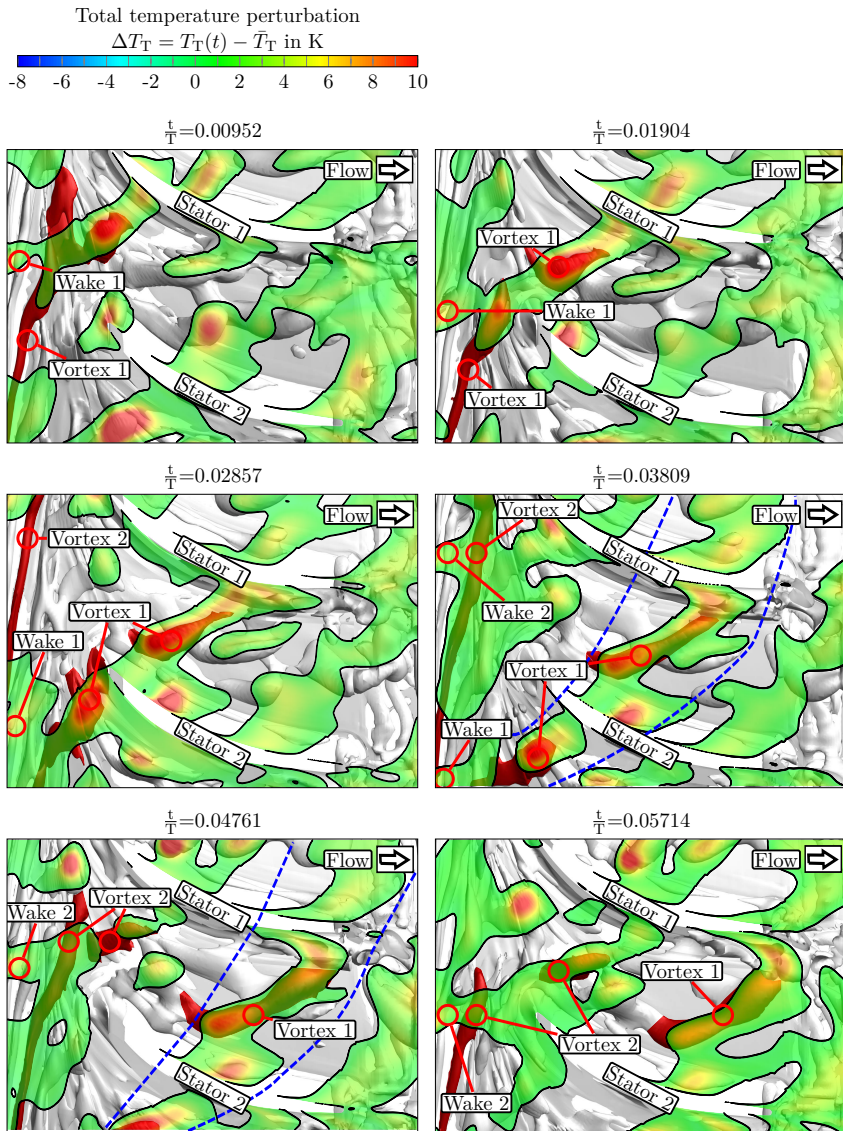 Total temperature perturbation
ΔT_T = T_T(t) − T̄_T in K
-8 -6 -4 -2 0 2 4 6 8 10
t/T=0.00952
Flow
Stator 1
Wake 1
Vortex 1
Stator 2
t/T=0.01904
Flow
Stator 1
Vortex 1
Wake 1
Vortex 1
Stator 2
t/T=0.02857
Flow
Vortex 2
Stator 1
Vortex 1
Wake 1
Stator 2
t/T=0.03809
Flow
Vortex 2
Stator 1
Wake 2
Vortex 1
Wake 1
Stator 2
t/T=0.04761
Flow
Stator 1
Wake 2
Vortex 2
Vortex 1
Stator 2
t/T=0.05714
Flow
Stator 1
Vortex 1
Vortex 2
Stator 2
Wake 2